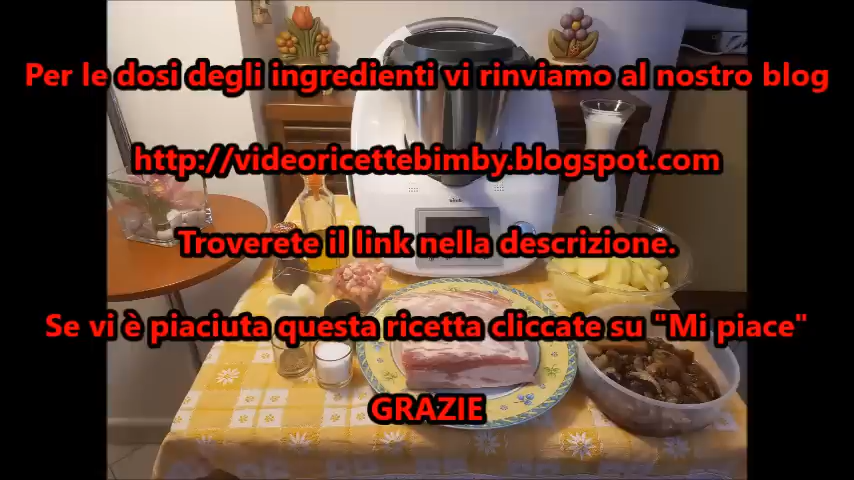 Per le dosi degli ingredienti vi rinviamo al nostro blog
http://videoricettebimby.blogspot.com
Troverete il link nella descrizione.
Se vi è piaciuta questa ricetta cliccate su "Mi piace"
GRAZIE